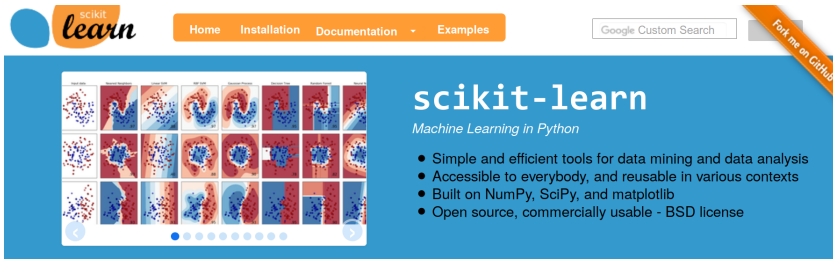 scikit
learn
Home Installation Documentation Examples
Google Custom Search
Fork me on GitHub
scikit-learn
Machine Learning in Python
Simple and efficient tools for data mining and data analysis
Accessible to everybody, and reusable in various contexts
Built on NumPy, SciPy, and matplotlib
Open source, commercially usable - BSD license